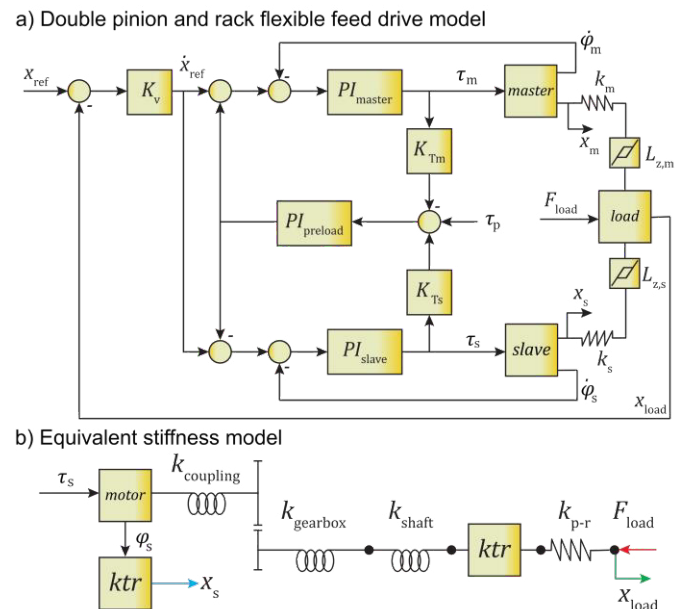 a) Double pinion and rack flexible feed drive model
φ̇ₘ
x_ref
-
K_v
ẋ_ref
-
PI_master
τ_m
master
k_m
x_m
K_Tm
L_z,m
-
F_load
load
PI_preload
τ_p
K_Ts
L_z,s
x_s
-
-
PI_slave
τ_s
slave
k_s
φ̇_s
x_load
b) Equivalent stiffness model
τ_s
motor
k_coupling
k_gearbox
k_shaft
k_p-r
F_load
φ_s
ktr
x_s
ktr
x_load